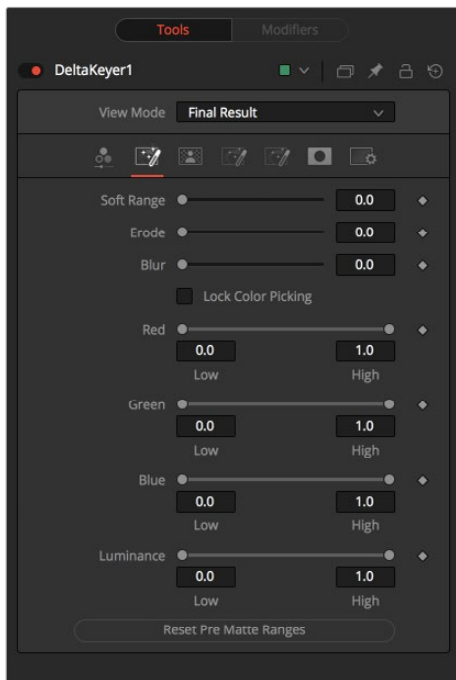 Tools Modifiers
DeltaKeyer1
View Mode Final Result
Soft Range 0.0
Erode 0.0
Blur 0.0
Lock Color Picking
Red
0.0 1.0
Low High
Green
0.0 1.0
Low High
Blue
0.0 1.0
Low High
Luminance
0.0 1.0
Low High
Reset Pre Matte Ranges